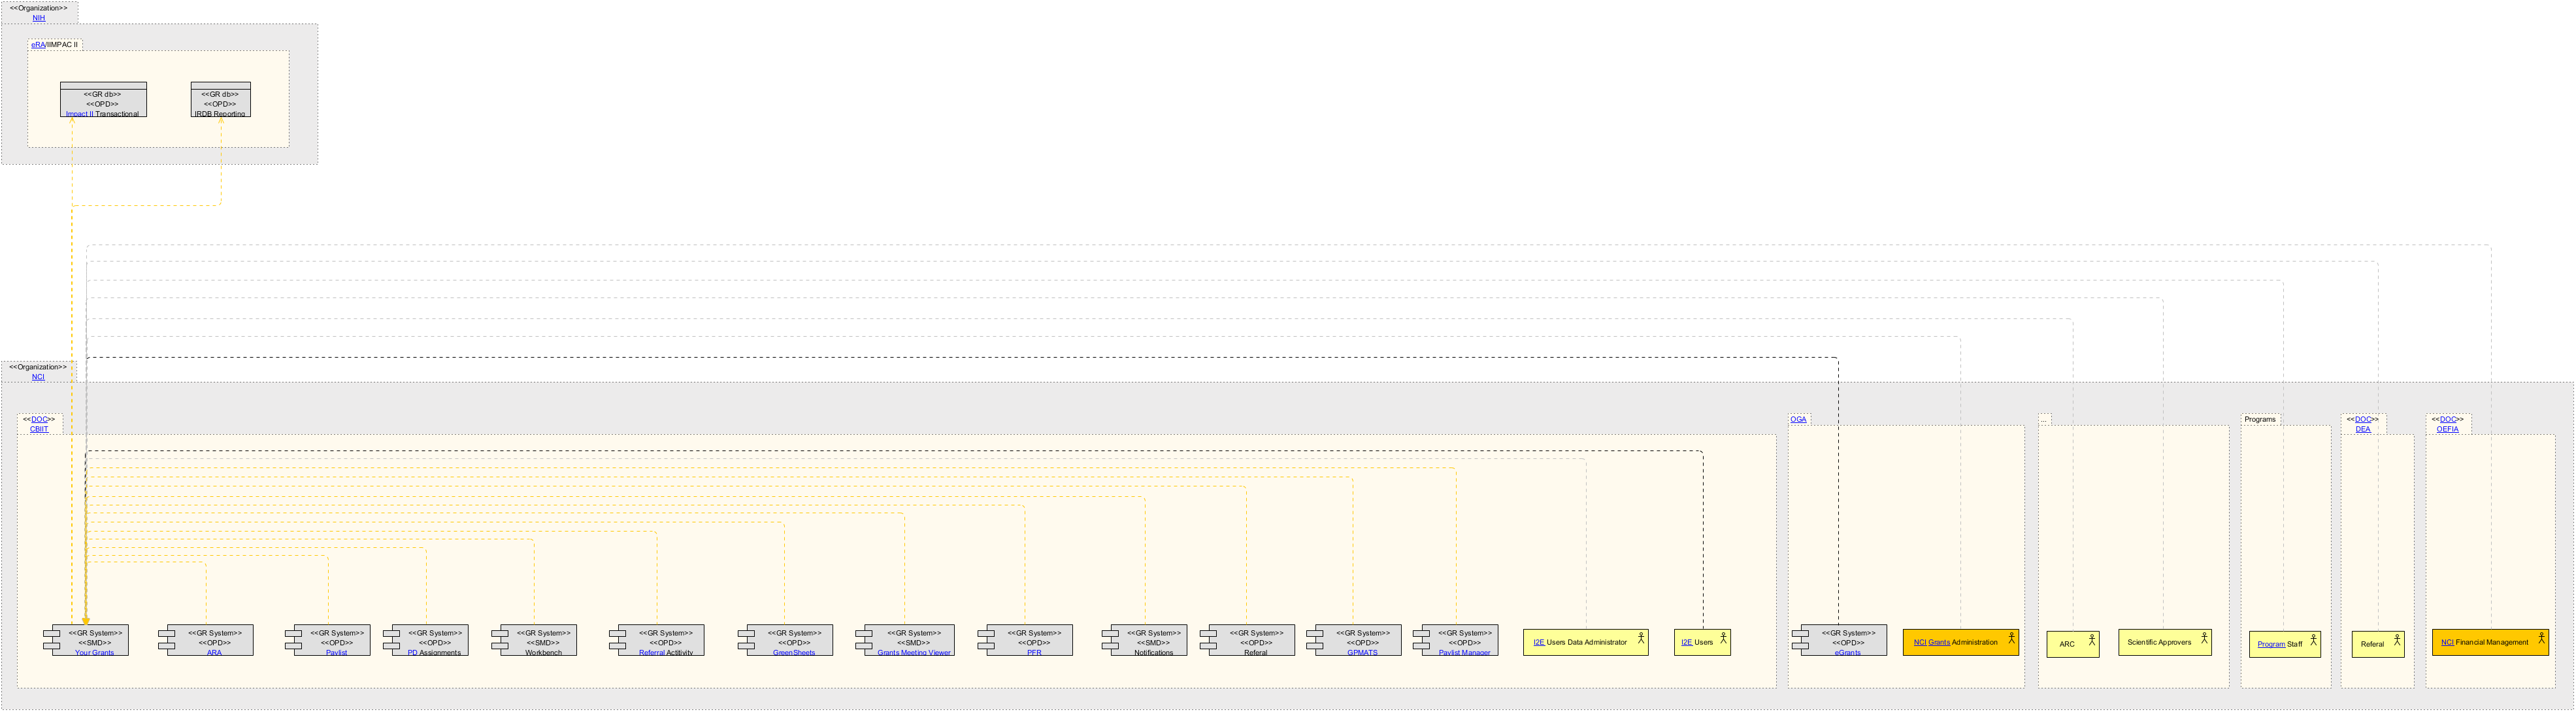 <<Organization>>
NIH
eRA/IIMPAC II
<<GR db>>
<<OPD>>
Impact II Transactional
<<GR db>>
<<OPD>>
IRDB Reporting
<<Organization>>
NCI
<<DOC>>
CBIIT
<<GR System>>
<<SMD>>
Your Grants
<<GR System>>
<<OPD>>
ARA
<<GR System>>
<<OPD>>
Paylist
<<GR System>>
<<OPD>>
PD Assignments
<<GR System>>
<<SMD>>
Workbench
<<GR System>>
<<OPD>>
Referral Actitivity
<<GR System>>
<<OPD>>
GreenSheets
<<GR System>>
<<SMD>>
Grants Meeting Viewer
<<GR System>>
<<OPD>>
PFR
<<GR System>>
<<SMD>>
Notifications
<<GR System>>
<<OPD>>
Referal
<<GR System>>
<<OPD>>
GPMATS
<<GR System>>
<<OPD>>
Paylist Manager
I2E Users Data Administrator
I2E Users
OGA
<<GR System>>
<<OPD>>
eGrants
NCI Grants Administration
...
ARC
Scientific Approvers
Programs
Program Staff
<<DOC>>
DEA
Referal
<<DOC>>
OEFIA
NCI Financial Management